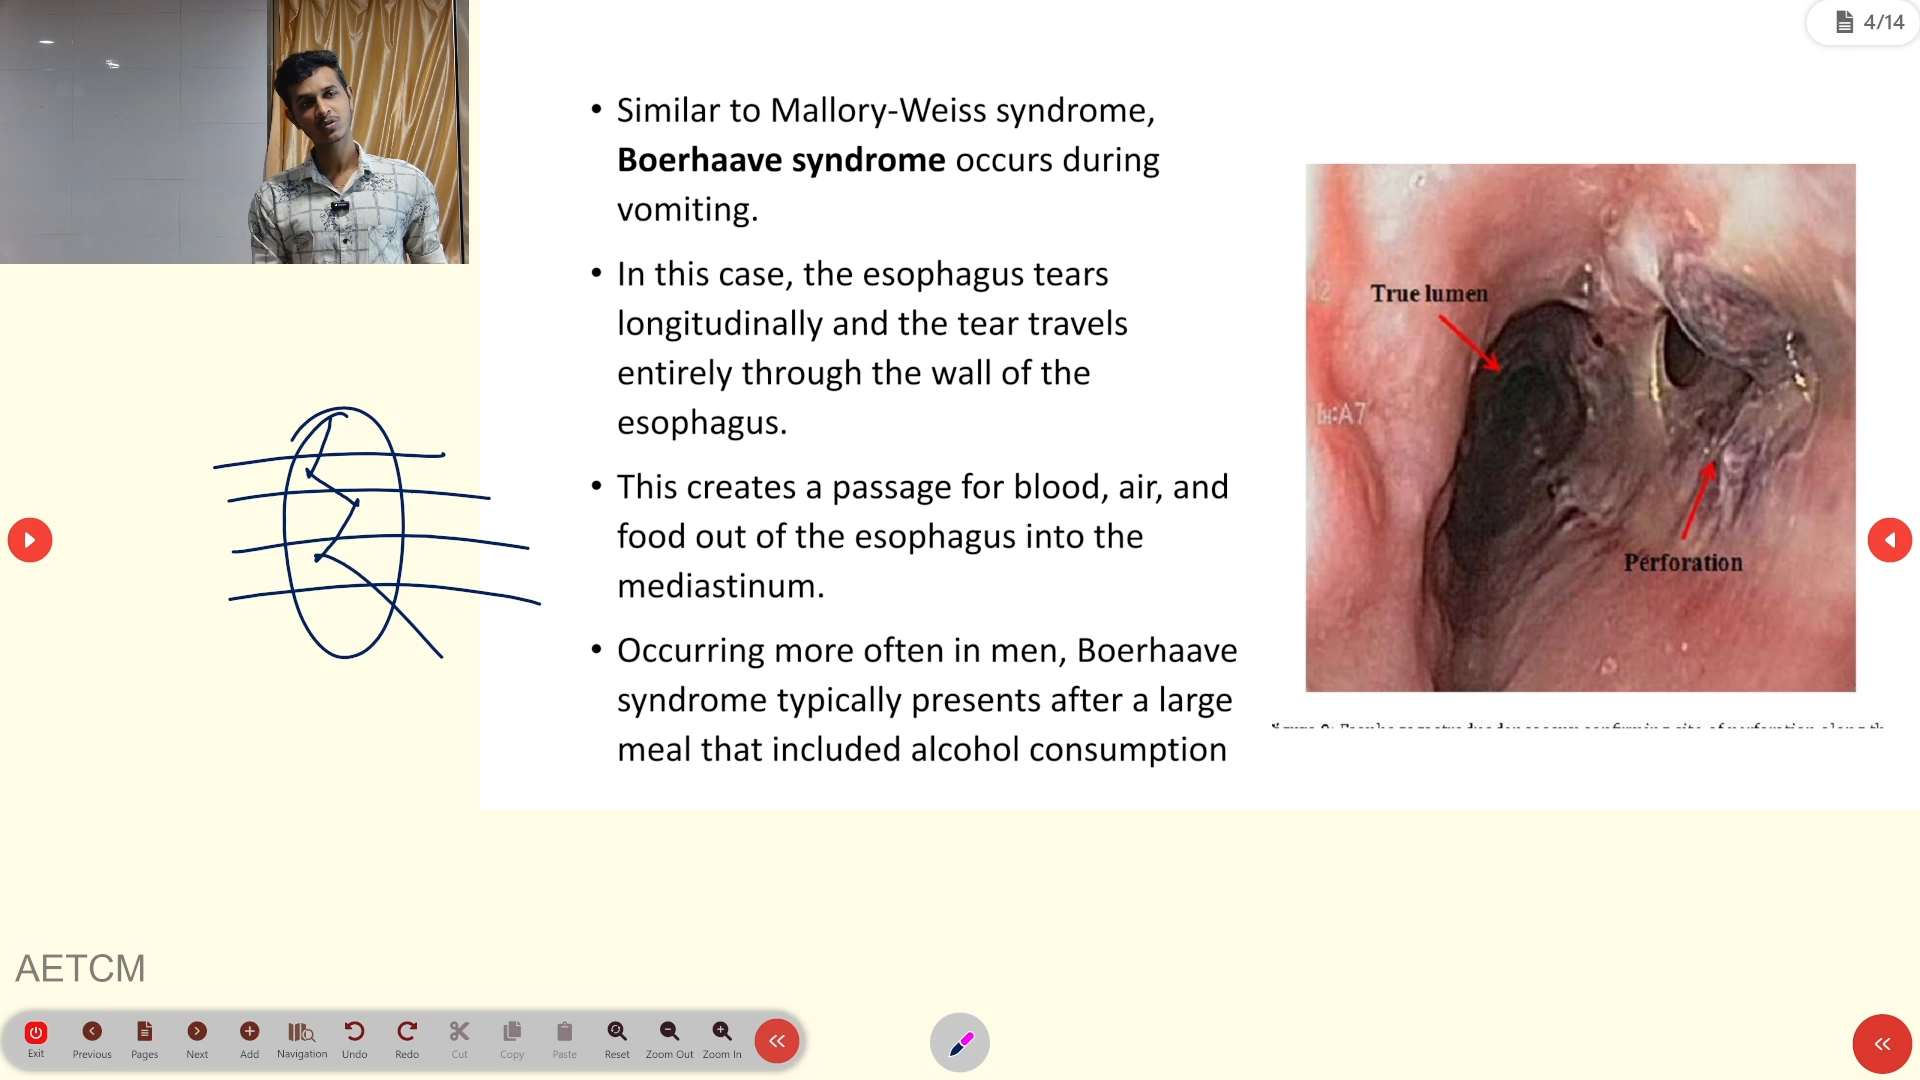 4/14
• Similar to Mallory-Weiss syndrome,
Boerhaave syndrome occurs during
vomiting.
• In this case, the esophagus tears
longitudinally and the tear travels
entirely through the wall of the
esophagus.
• This creates a passage for blood, air, and
food out of the esophagus into the
mediastinum.
• Occurring more often in men, Boerhaave
syndrome typically presents after a large
meal that included alcohol consumption
True lumen
Perforation
AETCM
Exit Previous Pages Next Add Navigation Undo Redo Cut Copy Paste Reset Zoom Out Zoom In